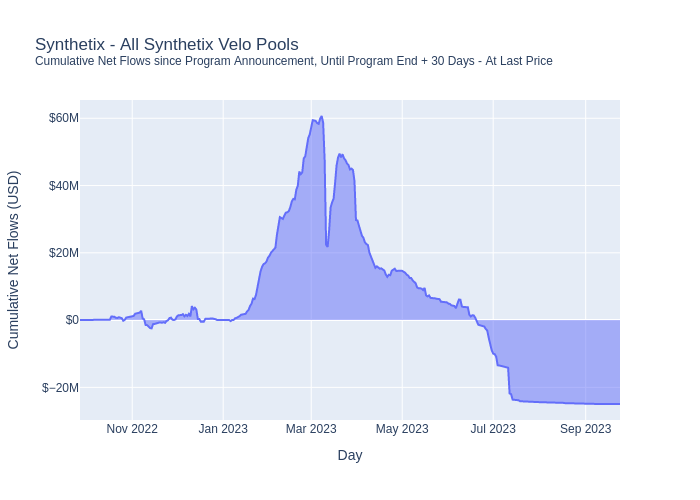 Synthetix - All Synthetix Velo Pools
Cumulative Net Flows since Program Announcement, Until Program End + 30 Days - At Last Price
Cumulative Net Flows (USD)
$60M
$40M
$20M
$0
$−20M
Nov 2022
Jan 2023
Mar 2023
May 2023
Jul 2023
Sep 2023
Day